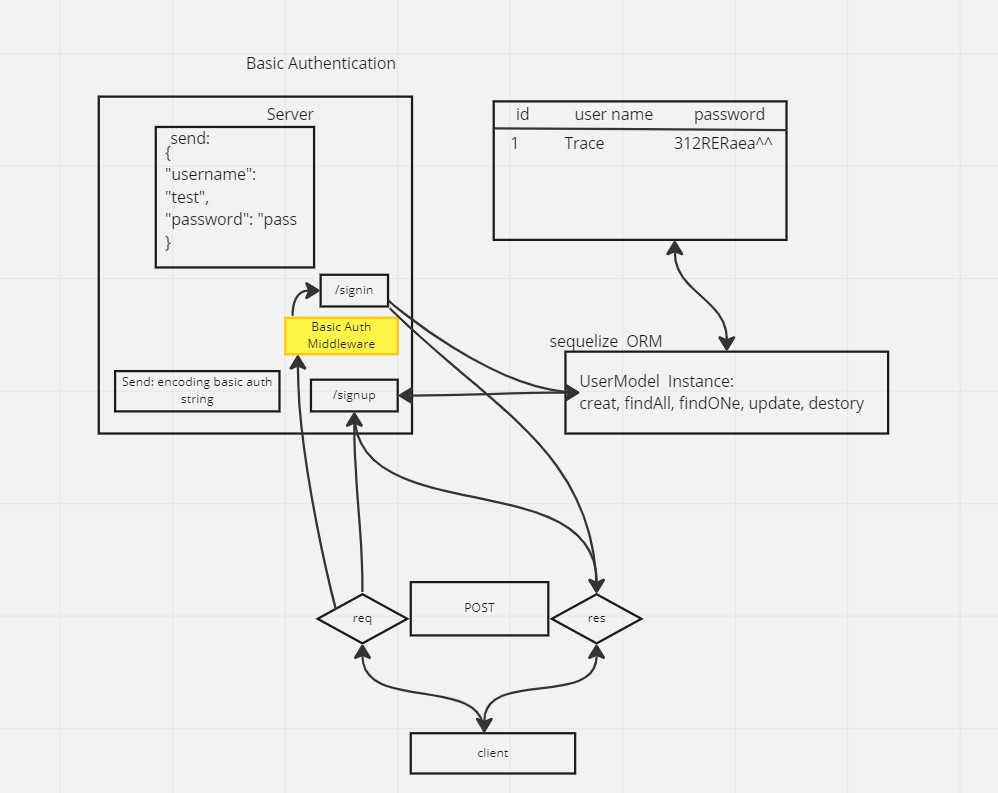 Basic Authentication
Server
send:
{
"username":
"test",
"password": "pass
}
/signin
Basic Auth
Middleware
Send: encoding basic auth
string
/signup
id user name password
1 Trace 312RERaea^^
sequelize ORM
UserModel Instance:
creat, findAll, findONe, update, destory
req
POST
res
client